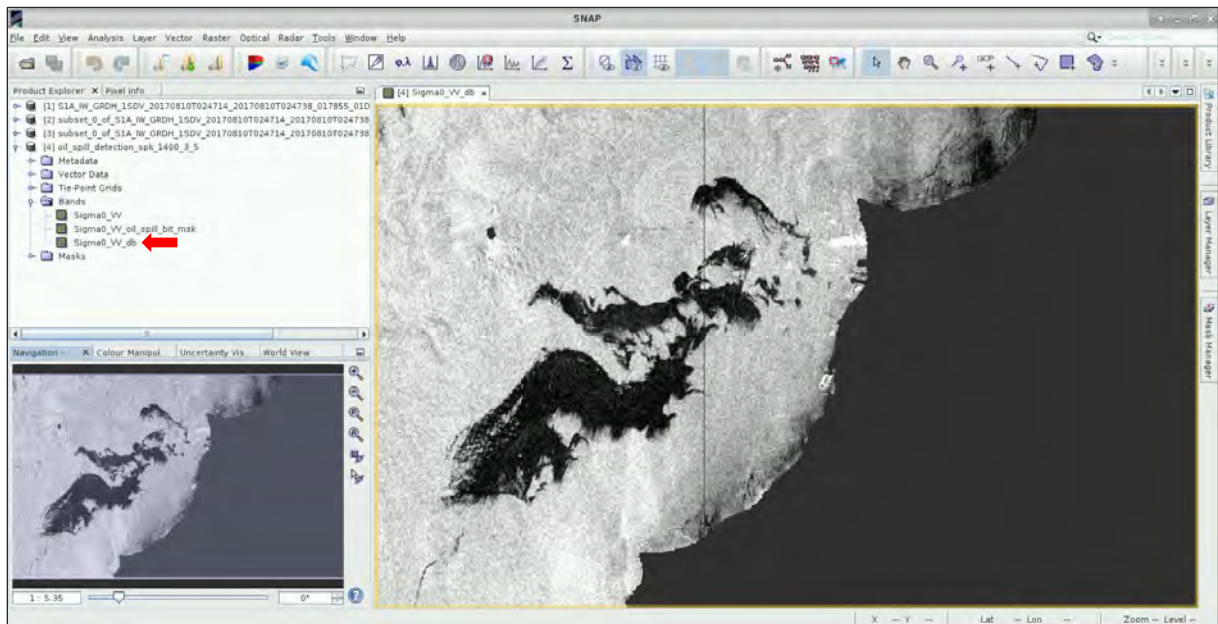 SNAP
File Edit View Analysis Layer Vector Raster Optical Radar Tools Window Help
Product Explorer X Pixel Info
[4] Sigma0_VV_db x
[1] S1A_IW_GRDH_1SDV_20170810T024714_20170810T024738_017855_01D
[2] subset_0_of_S1A_IW_GRDH_1SDV_20170810T024714_20170810T024738
[3] subset_0_of_S1A_IW_GRDH_1SDV_20170810T024714_20170810T024738
[4] oil_spill_detection_spk_1400_3_5
Metadata
Vector Data
Tie-Point Grids
Bands
Sigma0_VV
Sigma0_VV_oil_spill_bit_msk
Sigma0_VV_db
Masks
Product Library
Layer Manager
Mask Manager
Navigation - X Colour Manipul... Uncertainty Vis... World View
1: 5.35
0°
X -- Y -- Lat -- Lon -- Zoom -- Level --